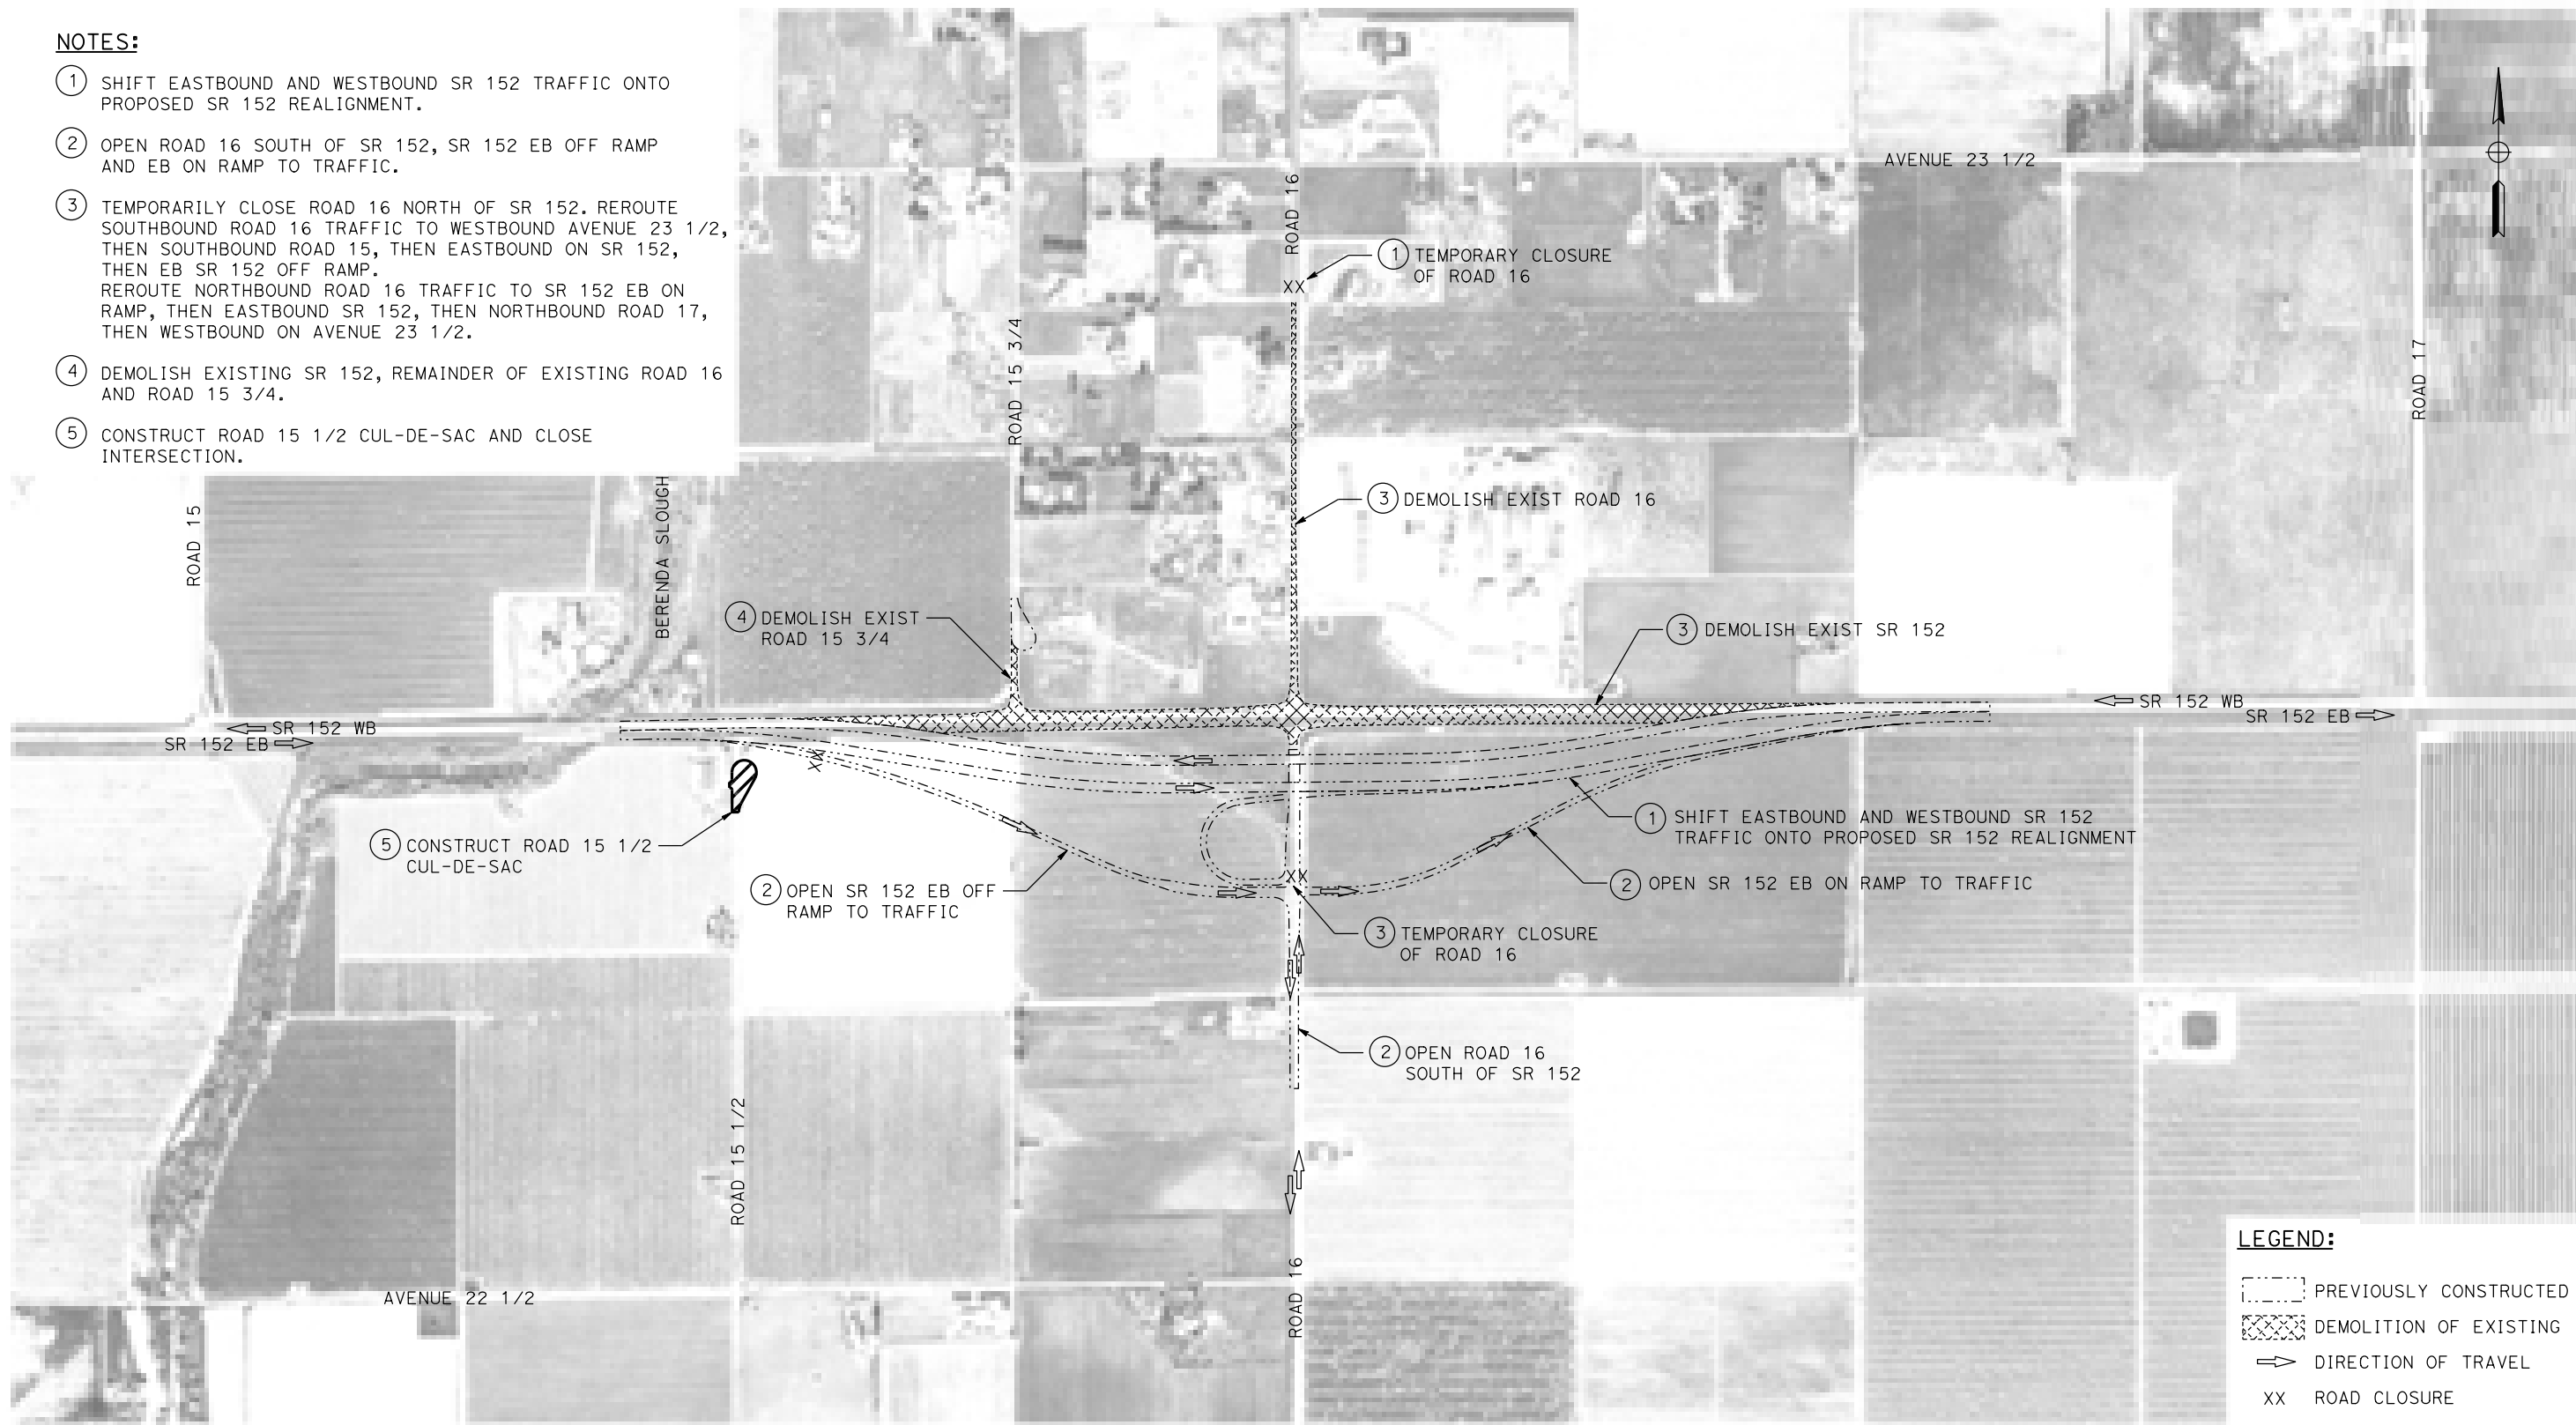 NOTES:
1 SHIFT EASTBOUND AND WESTBOUND SR 152 TRAFFIC ONTO
PROPOSED SR 152 REALIGNMENT.
2 OPEN ROAD 16 SOUTH OF SR 152, SR 152 EB OFF RAMP
AND EB ON RAMP TO TRAFFIC.
3 TEMPORARILY CLOSE ROAD 16 NORTH OF SR 152. REROUTE
SOUTHBOUND ROAD 16 TRAFFIC TO WESTBOUND AVENUE 23 1/2,
THEN SOUTHBOUND ROAD 15, THEN EASTBOUND ON SR 152,
THEN EB SR 152 OFF RAMP.
REROUTE NORTHBOUND ROAD 16 TRAFFIC TO SR 152 EB ON
RAMP, THEN EASTBOUND SR 152, THEN NORTHBOUND ROAD 17,
THEN WESTBOUND ON AVENUE 23 1/2.
4 DEMOLISH EXISTING SR 152, REMAINDER OF EXISTING ROAD 16
AND ROAD 15 3/4.
5 CONSTRUCT ROAD 15 1/2 CUL-DE-SAC AND CLOSE
INTERSECTION.
AVENUE 23 1/2
ROAD 16
1 TEMPORARY CLOSURE
OF ROAD 16
XX
ROAD 15 3/4
ROAD 17
3 DEMOLISH EXIST ROAD 16
ROAD 15
BERENDA SLOUGH
4 DEMOLISH EXIST
ROAD 15 3/4
3 DEMOLISH EXIST SR 152
SR 152 WB
SR 152 EB
SR 152 WB
SR 152 EB
XX
1 SHIFT EASTBOUND AND WESTBOUND SR 152
TRAFFIC ONTO PROPOSED SR 152 REALIGNMENT
5 CONSTRUCT ROAD 15 1/2
CUL-DE-SAC
2 OPEN SR 152 EB OFF
RAMP TO TRAFFIC
XX
2 OPEN SR 152 EB ON RAMP TO TRAFFIC
3 TEMPORARY CLOSURE
OF ROAD 16
2 OPEN ROAD 16
SOUTH OF SR 152
ROAD 15 1/2
ROAD 16
AVENUE 22 1/2
LEGEND:
PREVIOUSLY CONSTRUCTED
DEMOLITION OF EXISTING
DIRECTION OF TRAVEL
XX ROAD CLOSURE